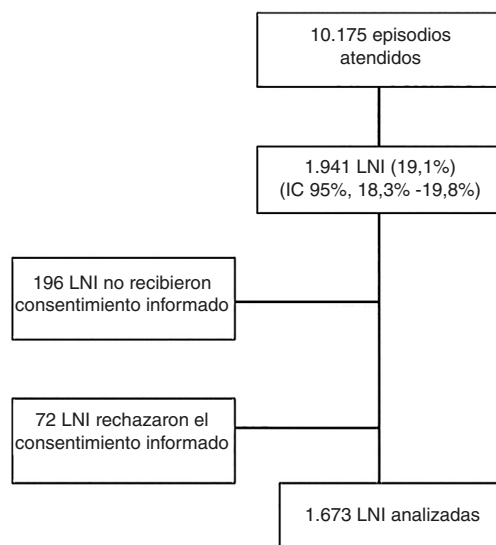 10.175 episodios
atendidos
1.941 LNI (19,1%)
(IC 95%, 18,3% -19,8%)
196 LNI no recibieron
consentimiento informado
72 LNI rechazaron el
consentimiento informado
1.673 LNI analizadas